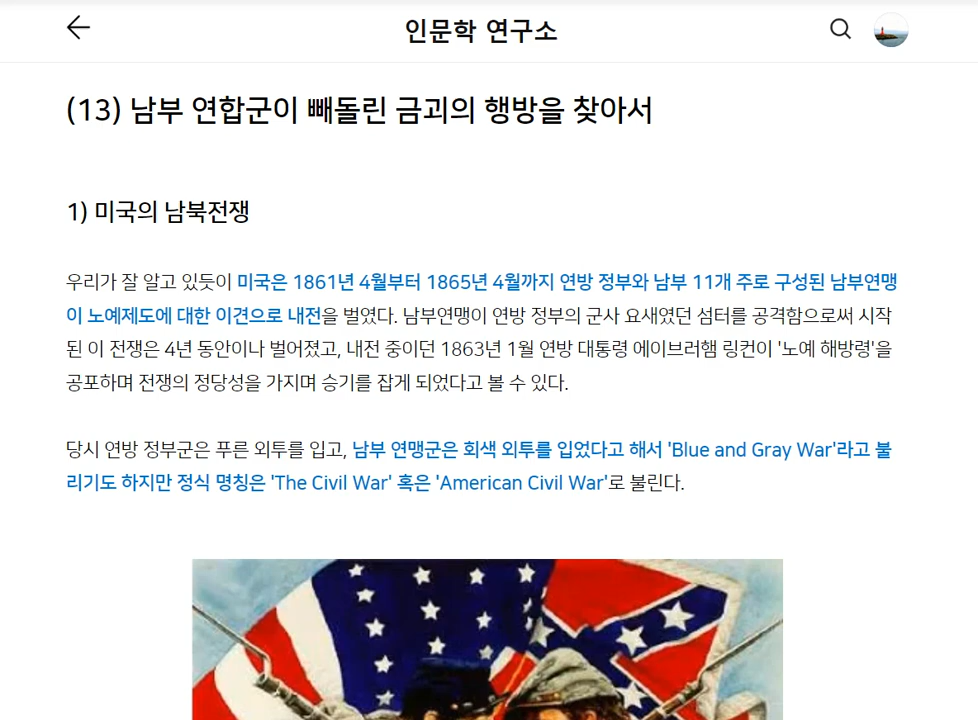 인문학 연구소
(13) 남부 연합군이 빼돌린 금괴의 행방을 찾아서
1) 미국의 남북전쟁
우리가 잘 알고 있듯이 미국은 1861년 4월부터 1865년 4월까지 연방 정부와 남부 11개 주로 구성된 남부연맹
이 노예제도에 대한 이견으로 내전을 벌였다. 남부연맹이 연방 정부의 군사 요새였던 섬터를 공격함으로써 시작
된 이 전쟁은 4년 동안이나 벌어졌고, 내전 중이던 1863년 1월 연방 대통령 에이브러햄 링컨이 '노예 해방령'을
공포하며 전쟁의 정당성을 가지며 승기를 잡게 되었다고 볼 수 있다.
당시 연방 정부군은 푸른 외투를 입고, 남부 연맹군은 회색 외투를 입었다고 해서 'Blue and Gray War'라고 불
리기도 하지만 정식 명칭은 'The Civil War' 혹은 'American Civil War'로 불린다.